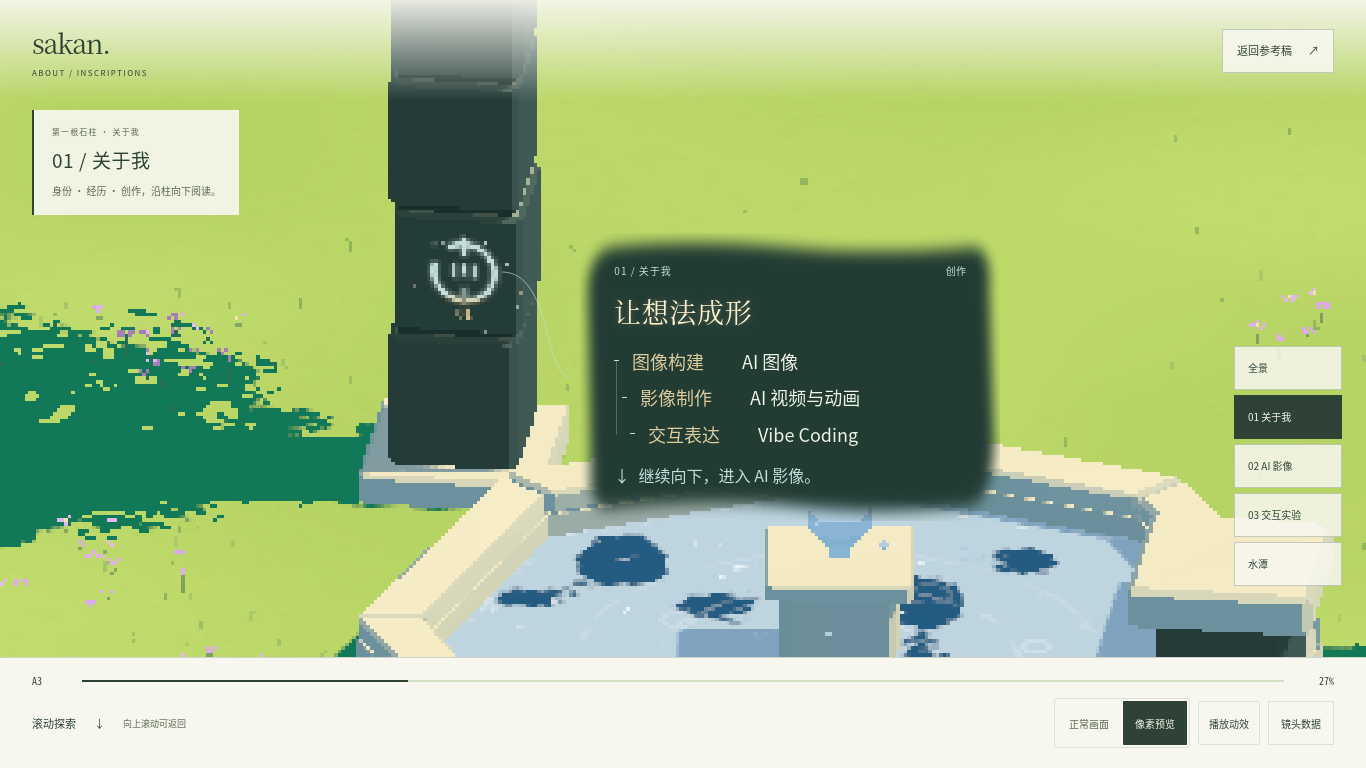 sakan.
ABOUT / INSCRIPTIONS
返回参考稿 ↗
第一根石柱 · 关于我
01 / 关于我
身份 · 经历 · 创作，沿柱向下阅读。
01 / 关于我 创作
让想法成形
图像构建 AI 图像
影像制作 AI 视频与动画
交互表达 Vibe Coding
↓ 继续向下，进入 AI 影像。
全景
01 关于我
02 AI 影像
03 交互实验
水潭
A3 27%
滚动探索 ↓ 向上滚动可返回
正常画面 像素预览 播放动效 镜头数据